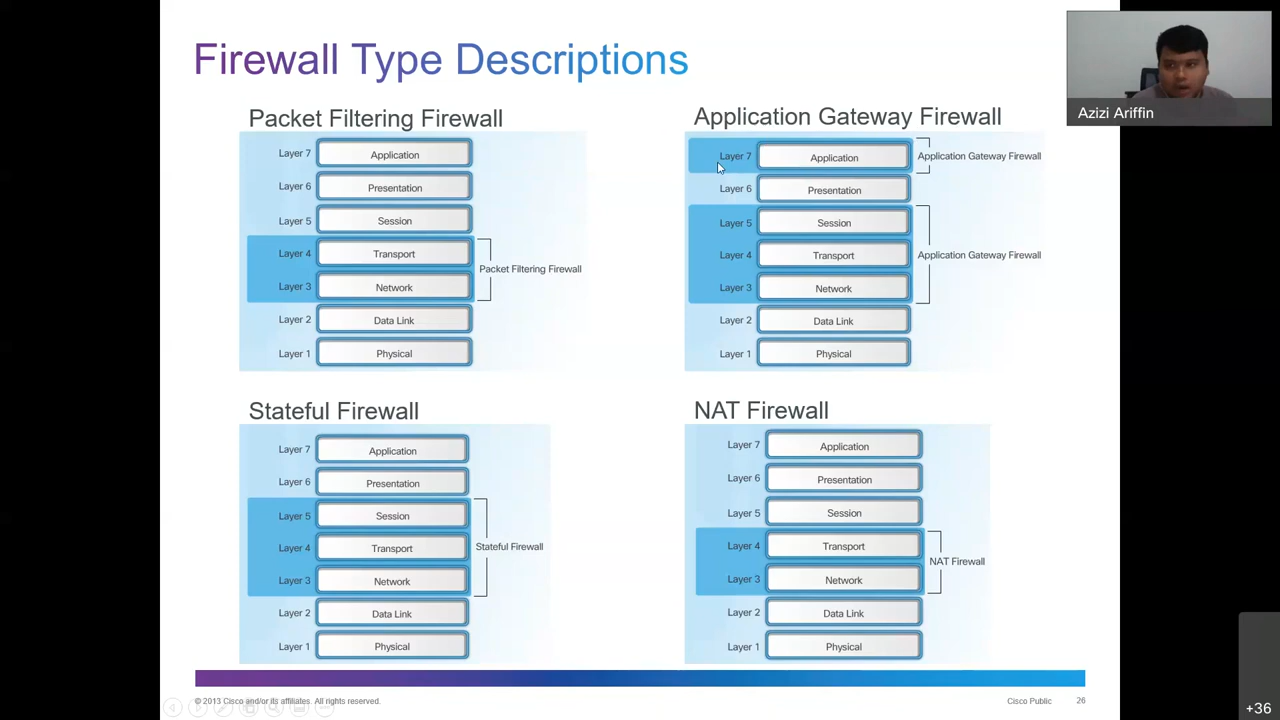 Firewall Type Descriptions
Azizi Ariffin
Packet Filtering Firewall
Layer 7 Application
Layer 6 Presentation
Layer 5 Session
Layer 4 Transport
Packet Filtering Firewall
Layer 3 Network
Layer 2 Data Link
Layer 1 Physical
Application Gateway Firewall
Layer 7 Application Application Gateway Firewall
Layer 6 Presentation
Layer 5 Session
Layer 4 Transport Application Gateway Firewall
Layer 3 Network
Layer 2 Data Link
Layer 1 Physical
Stateful Firewall
Layer 7 Application
Layer 6 Presentation
Layer 5 Session
Layer 4 Transport Stateful Firewall
Layer 3 Network
Layer 2 Data Link
Layer 1 Physical
NAT Firewall
Layer 7 Application
Layer 6 Presentation
Layer 5 Session
Layer 4 Transport
NAT Firewall
Layer 3 Network
Layer 2 Data Link
Layer 1 Physical
© 2013 Cisco and/or its affiliates. All rights reserved.
Cisco Public 26
+36